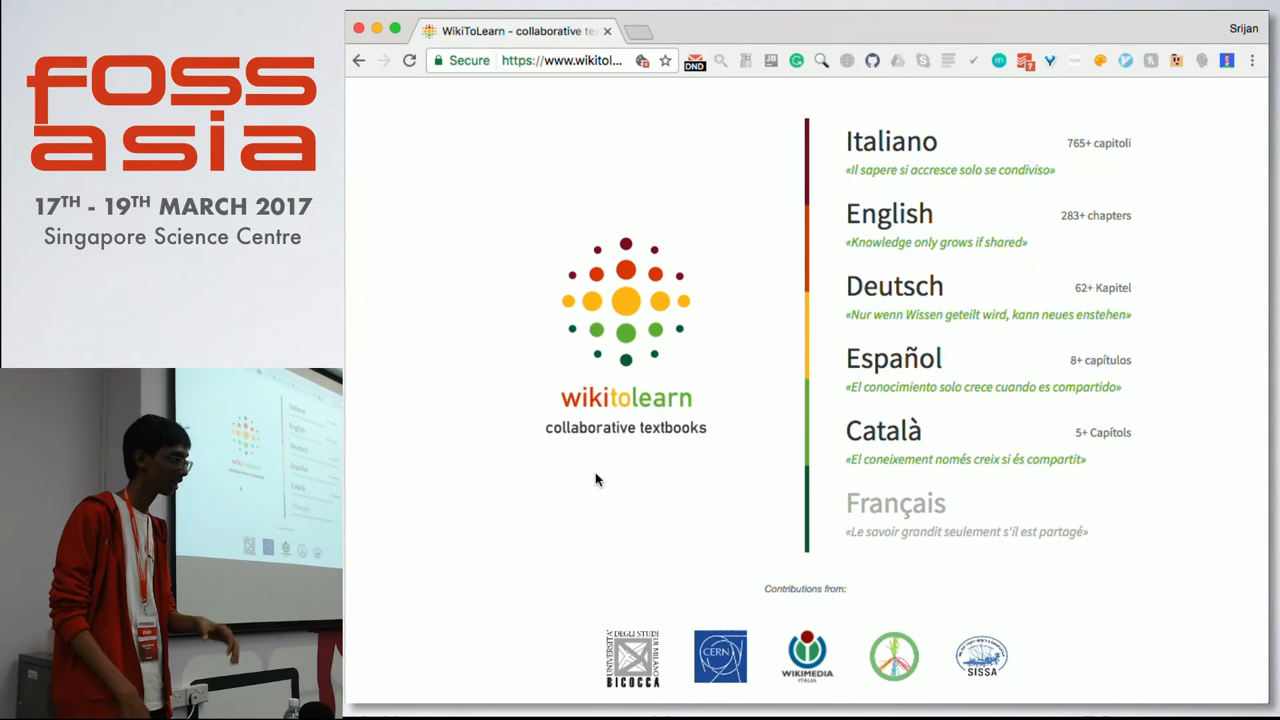 foss
asia
17TH - 19TH MARCH 2017
Singapore Science Centre
WikiToLearn - collaborative te
Srijan
Secure
https://www.wikitol...
DND
Italiano
765+ capitoli
«Il sapere si accresce solo se condiviso»
English
283+ chapters
«Knowledge only grows if shared»
Deutsch
62+ Kapitel
«Nur wenn Wissen geteilt wird, kann neues enstehen»
Español
8+ capítulos
«El conocimiento solo crece cuando es compartido»
Català
5+ Capítols
«El coneixement només creix si és compartit»
Français
«Le savoir grandit seulement s'il est partagé»
wikitolearn
collaborative textbooks
Contributions from:
UNIVERSITÀ DEGLI STUDI DI MILANO
BICOCCA
CERN
WIKIMEDIA
ITALIA
SISSA